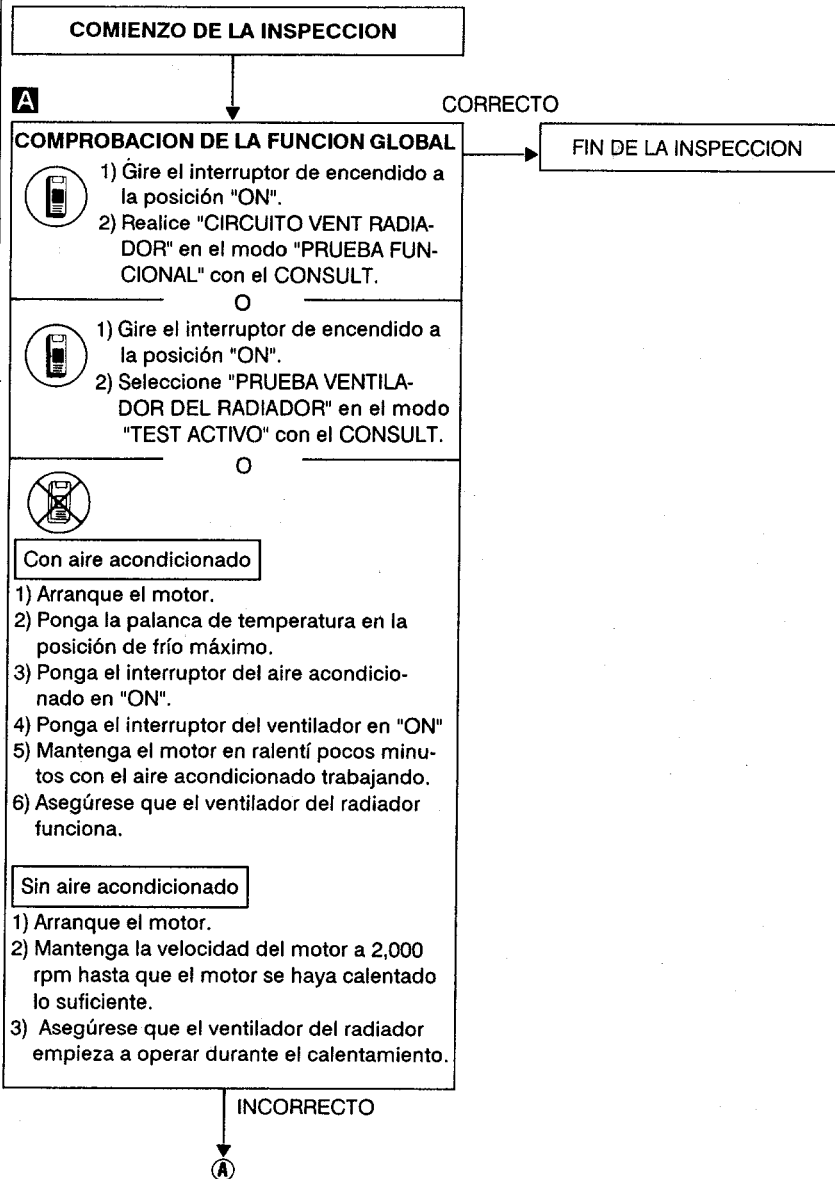 COMIENZO DE LA INSPECCION
A
CORRECTO
COMPROBACION DE LA FUNCION GLOBAL
FIN DE LA INSPECCION
1) Gire el interruptor de encendido a
la posición "ON".
2) Realice "CIRCUITO VENT RADIA-
DOR" en el modo "PRUEBA FUN-
CIONAL" con el CONSULT.
O
1) Gire el interruptor de encendido a
la posición "ON".
2) Seleccione "PRUEBA VENTILA-
DOR DEL RADIADOR" en el modo
"TEST ACTIVO" con el CONSULT.
O
Con aire acondicionado
1) Arranque el motor.
2) Ponga la palanca de temperatura en la
posición de frío máximo.
3) Ponga el interruptor del aire acondicio-
nado en "ON".
4) Ponga el interruptor del ventilador en "ON"
5) Mantenga el motor en ralentí pocos minu-
tos con el aire acondicionado trabajando.
6) Asegúrese que el ventilador del radiador
funciona.
Sin aire acondicionado
1) Arranque el motor.
2) Mantenga la velocidad del motor a 2,000
rpm hasta que el motor se haya calentado
lo suficiente.
3) Asegúrese que el ventilador del radiador
empieza a operar durante el calentamiento.
INCORRECTO
A